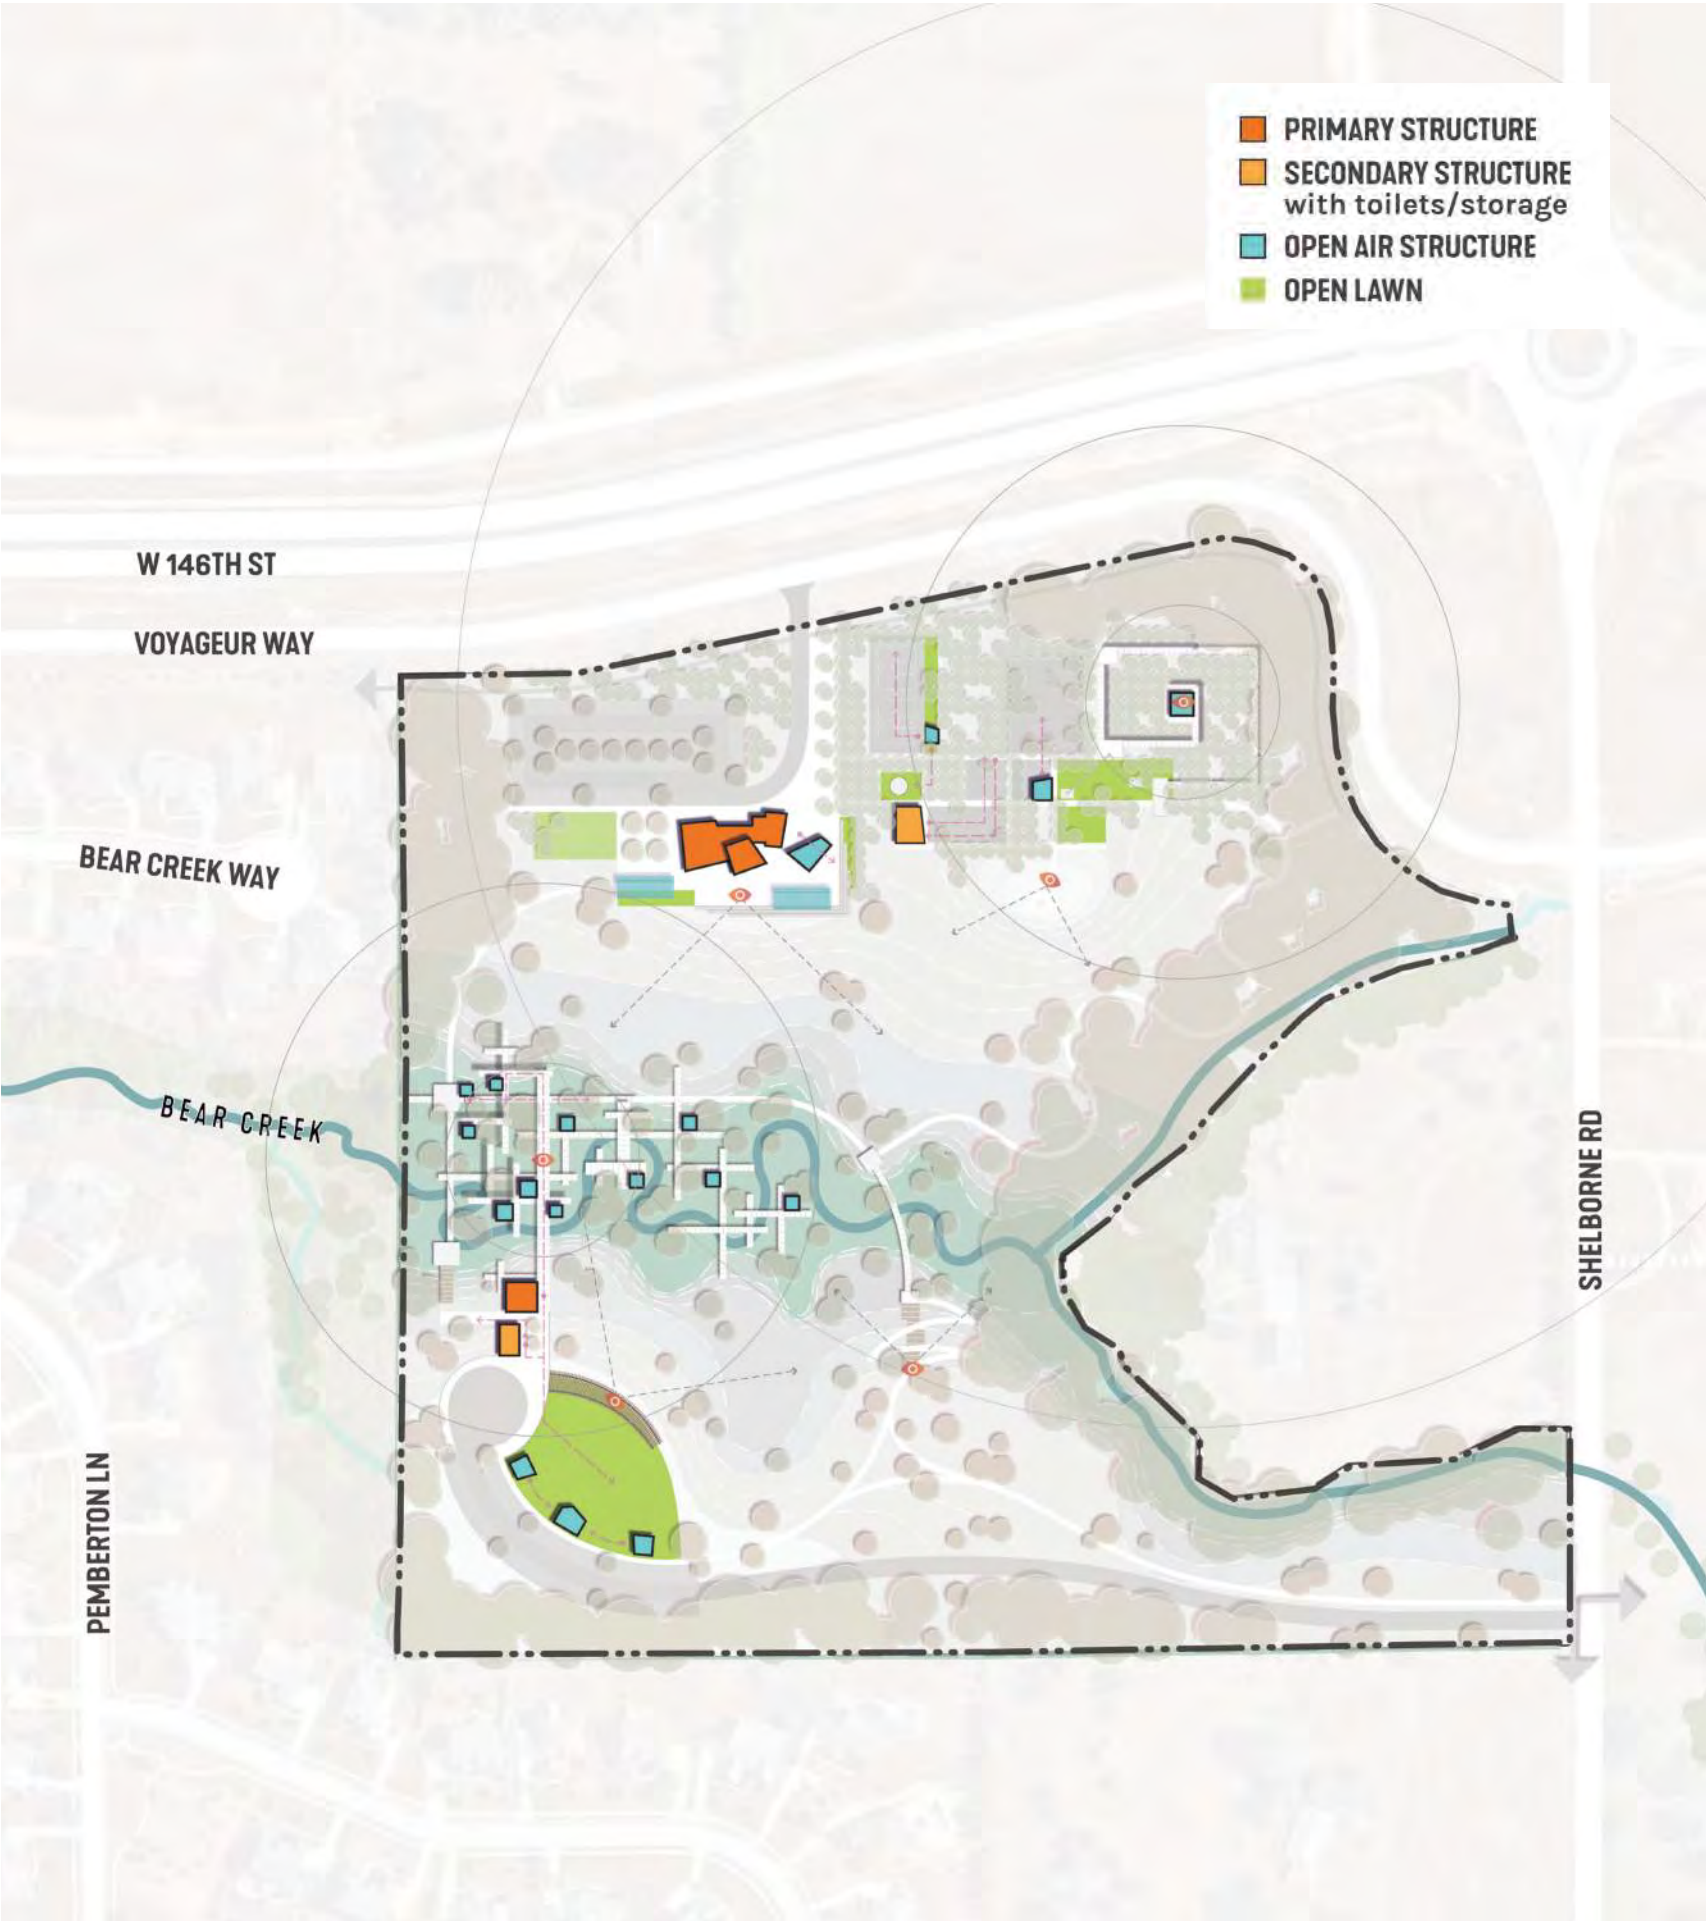 PRIMARY STRUCTURE
SECONDARY STRUCTURE
with toilets/storage
OPEN AIR STRUCTURE
OPEN LAWN
W 146TH ST
VOYAGEUR WAY
BEAR CREEK WAY
BEAR CREEK
SHELBORNE RD
PEMBERTON LN